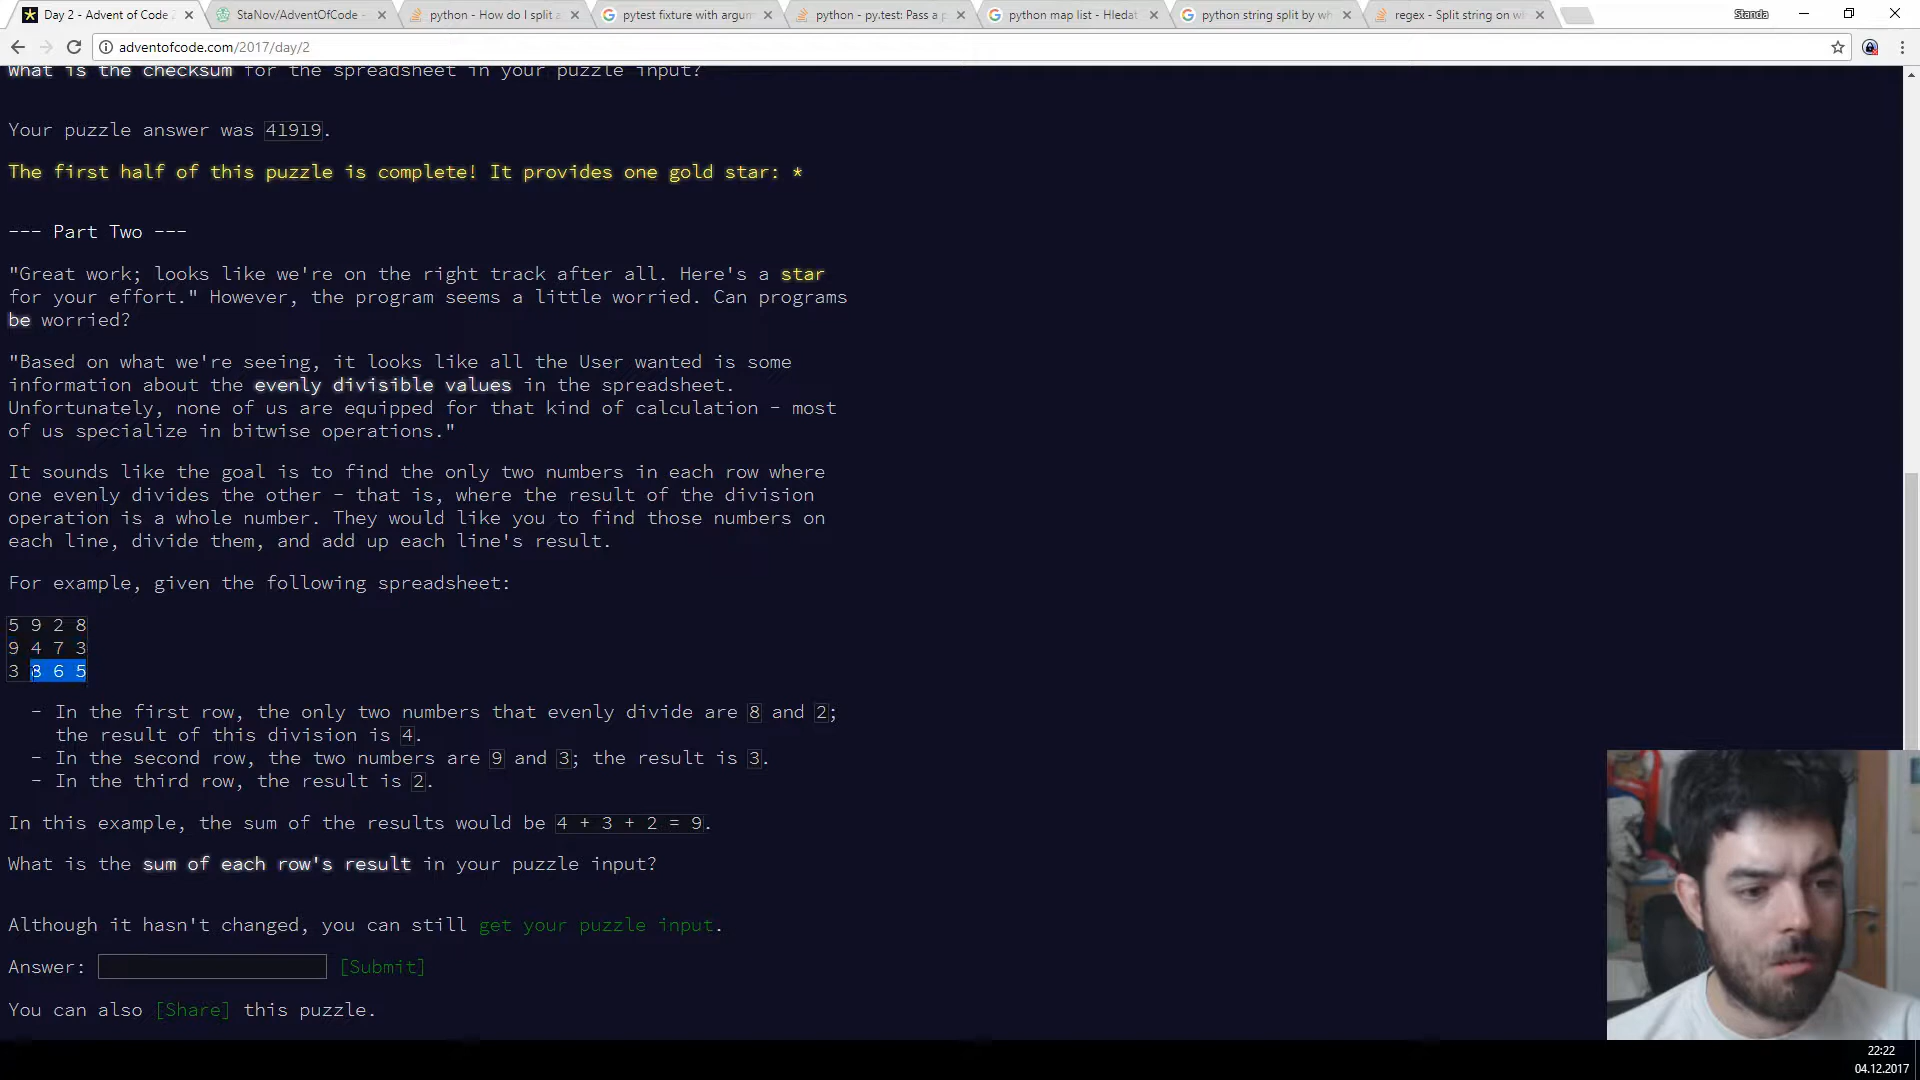 Day 2 - Advent of Code
StaNov/AdventOfCode -
python - How do I split a
pytest fixture with argum
python - py.test: Pass a p
python map list - Hledat
python string split by wh
regex - Split string on wi
Standa
adventofcode.com/2017/day/2
What is the checksum for the spreadsheet in your puzzle input?
Your puzzle answer was 41919.
The first half of this puzzle is complete! It provides one gold star: *
--- Part Two ---
"Great work; looks like we're on the right track after all. Here's a star
for your effort." However, the program seems a little worried. Can programs
be worried?
"Based on what we're seeing, it looks like all the User wanted is some
information about the evenly divisible values in the spreadsheet.
Unfortunately, none of us are equipped for that kind of calculation - most
of us specialize in bitwise operations."
It sounds like the goal is to find the only two numbers in each row where
one evenly divides the other - that is, where the result of the division
operation is a whole number. They would like you to find those numbers on
each line, divide them, and add up each line's result.
For example, given the following spreadsheet:
5 9 2 8
9 4 7 3
3 8 6 5
- In the first row, the only two numbers that evenly divide are 8 and 2;
the result of this division is 4.
- In the second row, the two numbers are 9 and 3; the result is 3.
- In the third row, the result is 2.
In this example, the sum of the results would be 4 + 3 + 2 = 9.
What is the sum of each row's result in your puzzle input?
Although it hasn't changed, you can still get your puzzle input.
Answer: [Submit]
You can also [Share] this puzzle.
22:22
04.12.2017